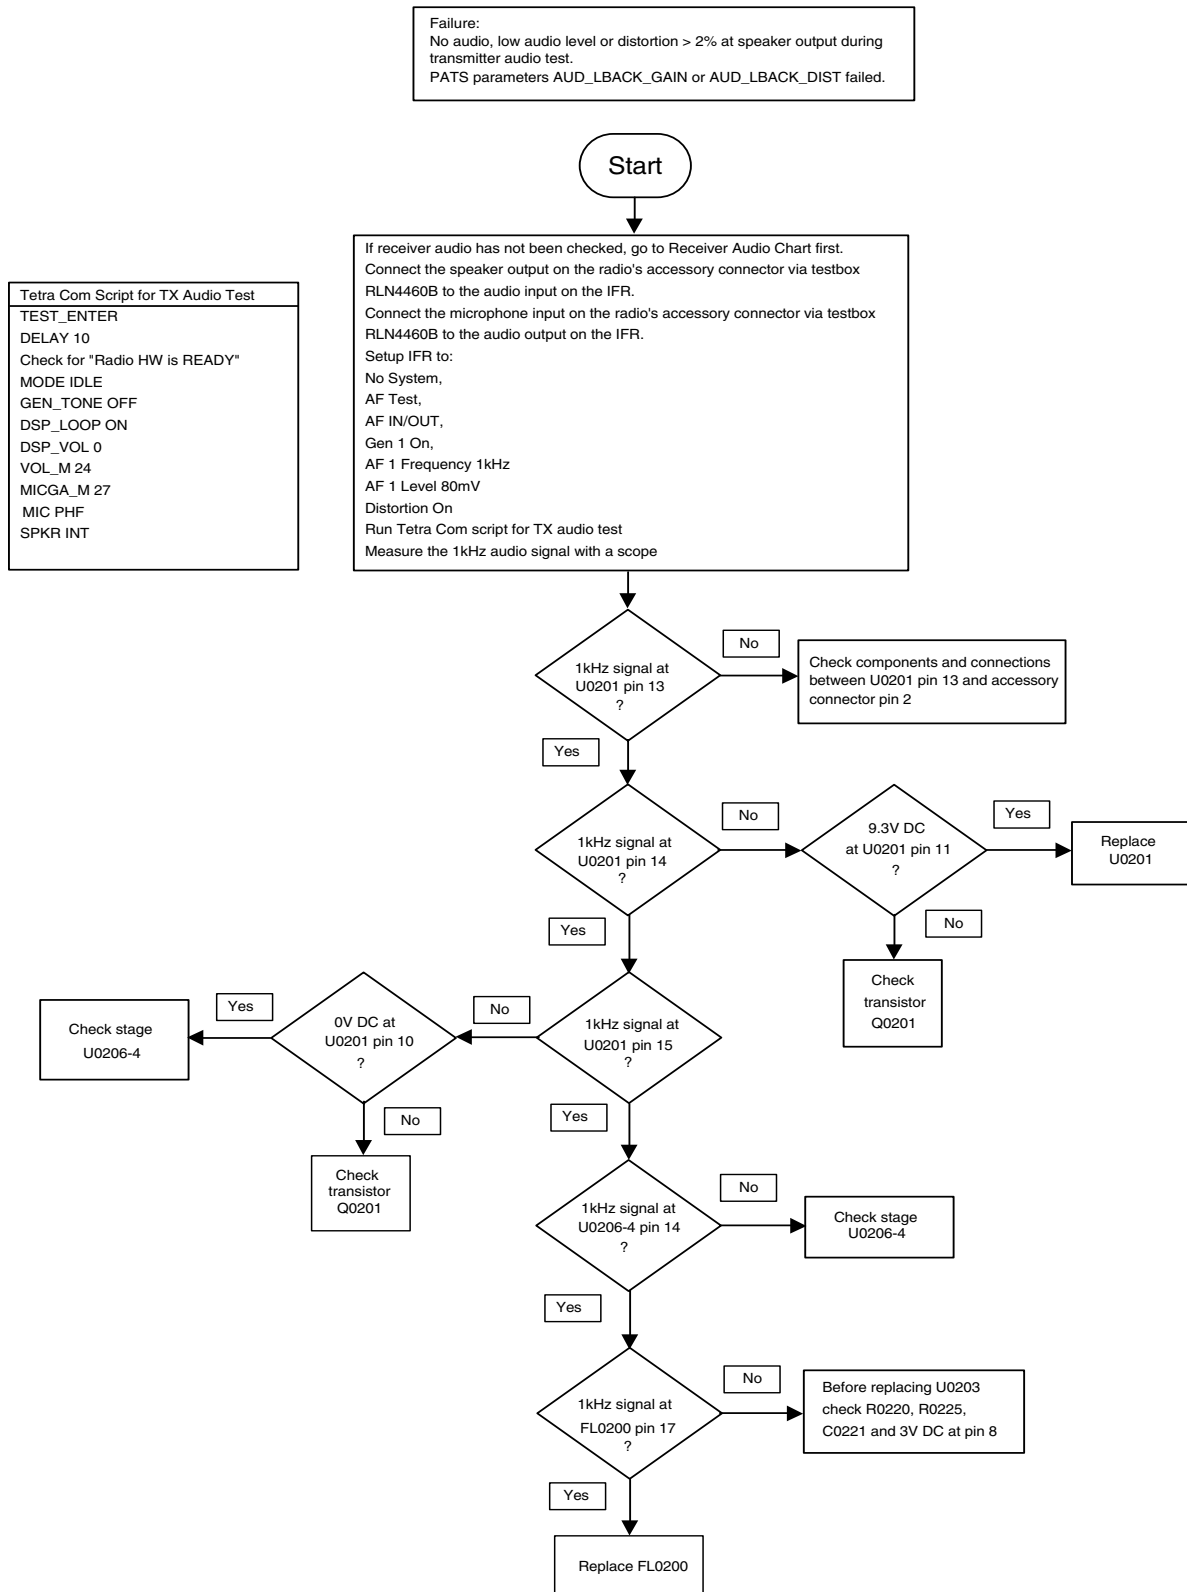 Failure:
No audio, low audio level or distortion > 2% at speaker output during
transmitter audio test.
PATS parameters AUD_LBACK_GAIN or AUD_LBACK_DIST failed.
Start
If receiver audio has not been checked, go to Receiver Audio Chart first.
Connect the speaker output on the radio's accessory connector via testbox
RLN4460B to the audio input on the IFR.
Connect the microphone input on the radio's accessory connector via testbox
RLN4460B to the audio output on the IFR.
Setup IFR to:
No System,
AF Test,
AF IN/OUT,
Gen 1 On,
AF 1 Frequency 1kHz
AF 1 Level 80mV
Distortion On
Run Tetra Com script for TX audio test
Measure the 1kHz audio signal with a scope
Tetra Com Script for TX Audio Test
TEST_ENTER
DELAY 10
Check for "Radio HW is READY"
MODE IDLE
GEN_TONE OFF
DSP_LOOP ON
DSP_VOL 0
VOL_M 24
MICGA_M 27
MIC PHF
SPKR INT
1kHz signal at
U0201 pin 13
?
No
Check components and connections
between U0201 pin 13 and accessory
connector pin 2
Yes
1kHz signal at
U0201 pin 14
?
No
9.3V DC
at U0201 pin 11
?
Yes
Replace
U0201
No
Check
transistor
Q0201
Yes
1kHz signal at
U0201 pin 15
?
No
0V DC at
U0201 pin 10
?
Yes
Check stage
U0206-4
No
Check
transistor
Q0201
Yes
1kHz signal at
U0206-4 pin 14
?
No
Check stage
U0206-4
Yes
1kHz signal at
FL0200 pin 17
?
No
Before replacing U0203
check R0220, R0225,
C0221 and 3V DC at pin 8
Yes
Replace FL0200